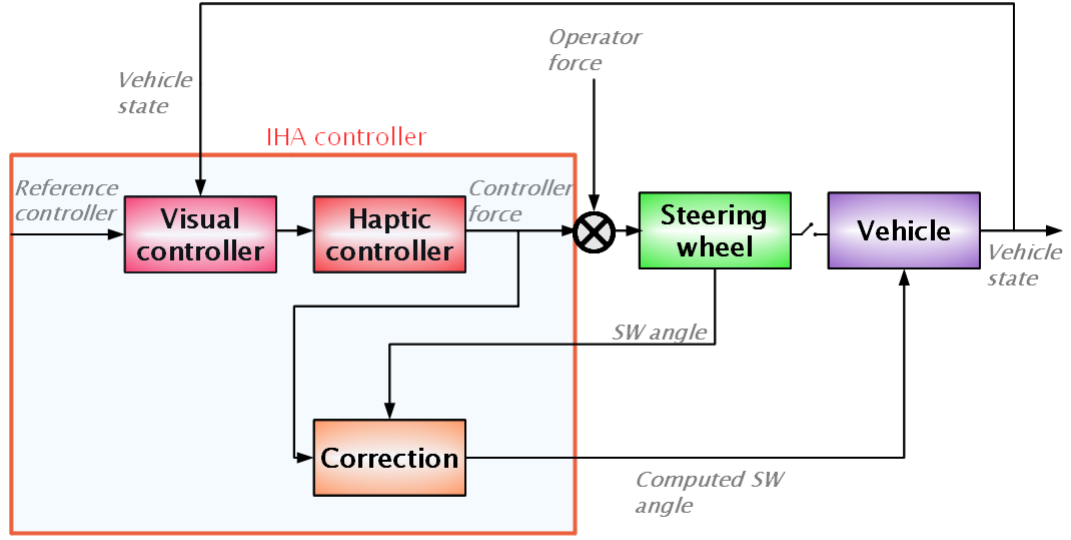 Operator
force
Vehicle
state
IHA controller
Reference
controller
Visual
controller
Haptic
controller
Controller
force
Steering
wheel
Vehicle
Vehicle
state
SW angle
Correction
Computed SW
angle